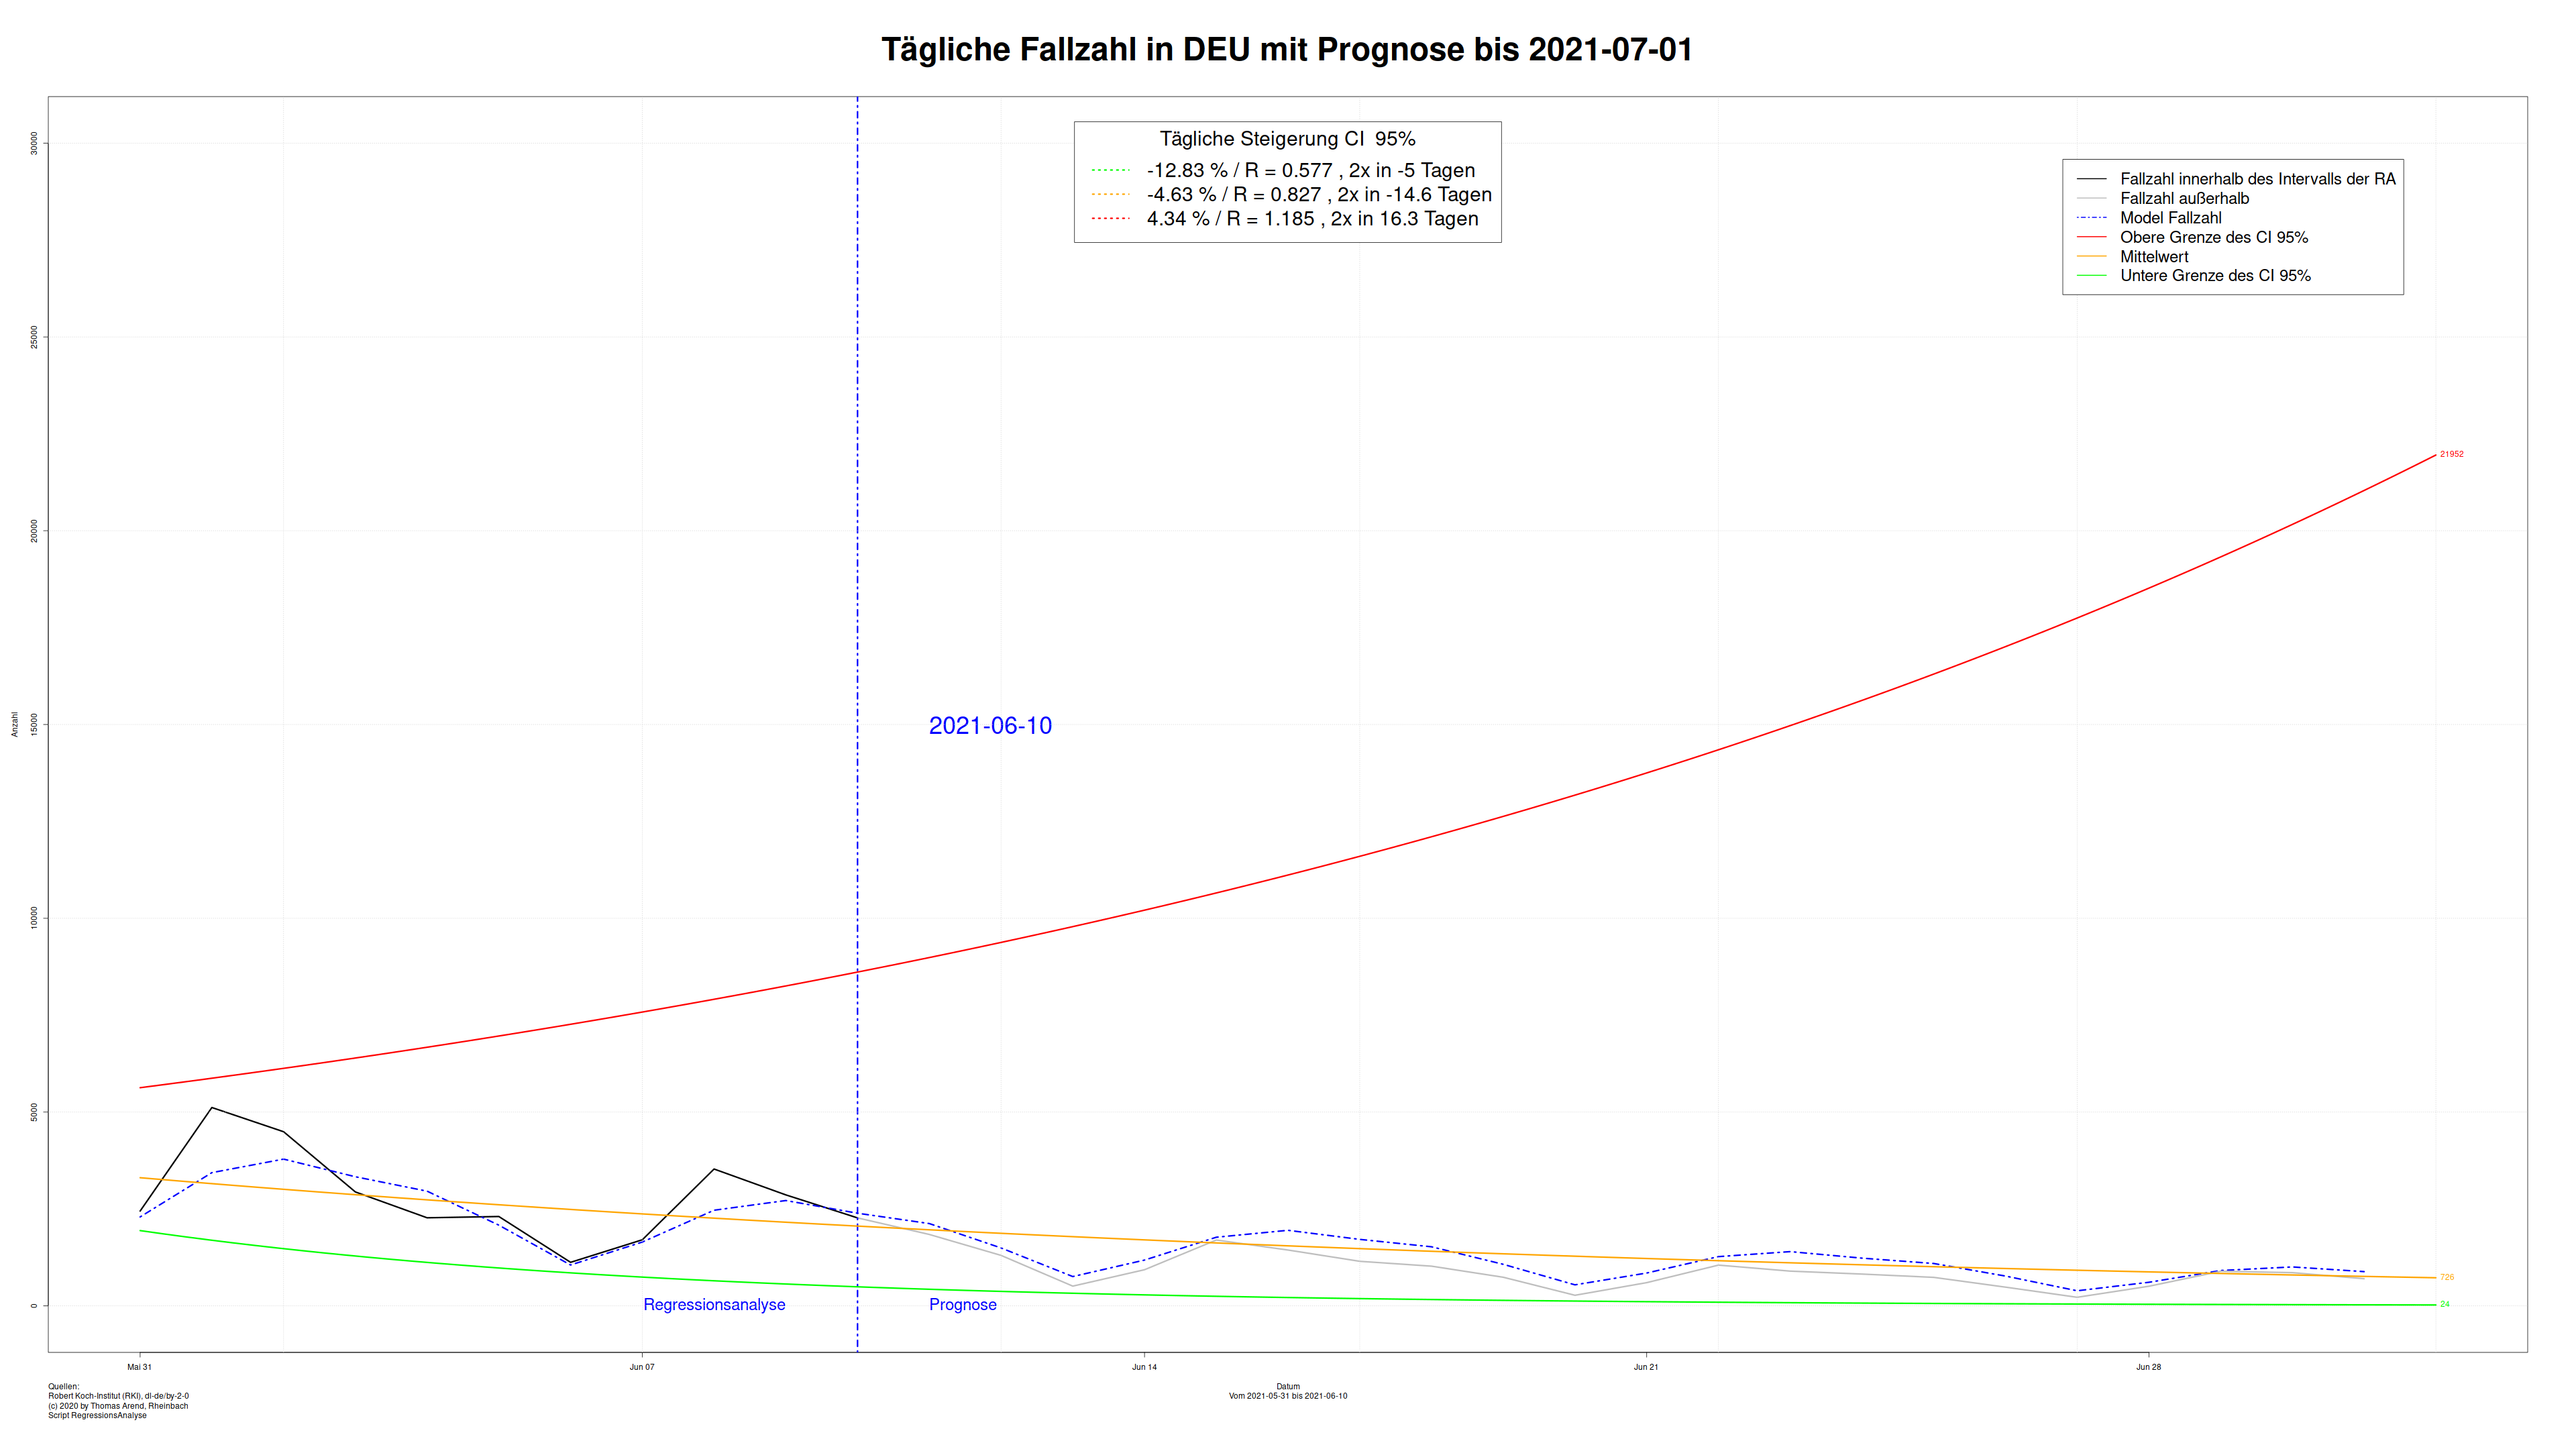 Tägliche Fallzahl in DEU mit Prognose bis 2021-07-01
Tägliche Steigerung CI  95%
-12.83 % / R = 0.577 , 2x in -5 Tagen
-4.63 % / R = 0.827 , 2x in -14.6 Tagen
4.34 % / R = 1.185 , 2x in 16.3 Tagen
Fallzahl innerhalb des Intervalls der RA
Fallzahl außerhalb
Model Fallzahl
Obere Grenze des CI 95%
Mittelwert
Untere Grenze des CI 95%
30000
25000
20000
15000
10000
5000
0
Anzahl
21952
2021-06-10
726
24
Regressionsanalyse
Prognose
Mai 31
Jun 07
Jun 14
Jun 21
Jun 28
Datum
Vom 2021-05-31 bis 2021-06-10
Quellen:
Robert Koch-Institut (RKI), dl-de/by-2-0
(c) 2020 by Thomas Arend, Rheinbach
Script RegressionsAnalyse